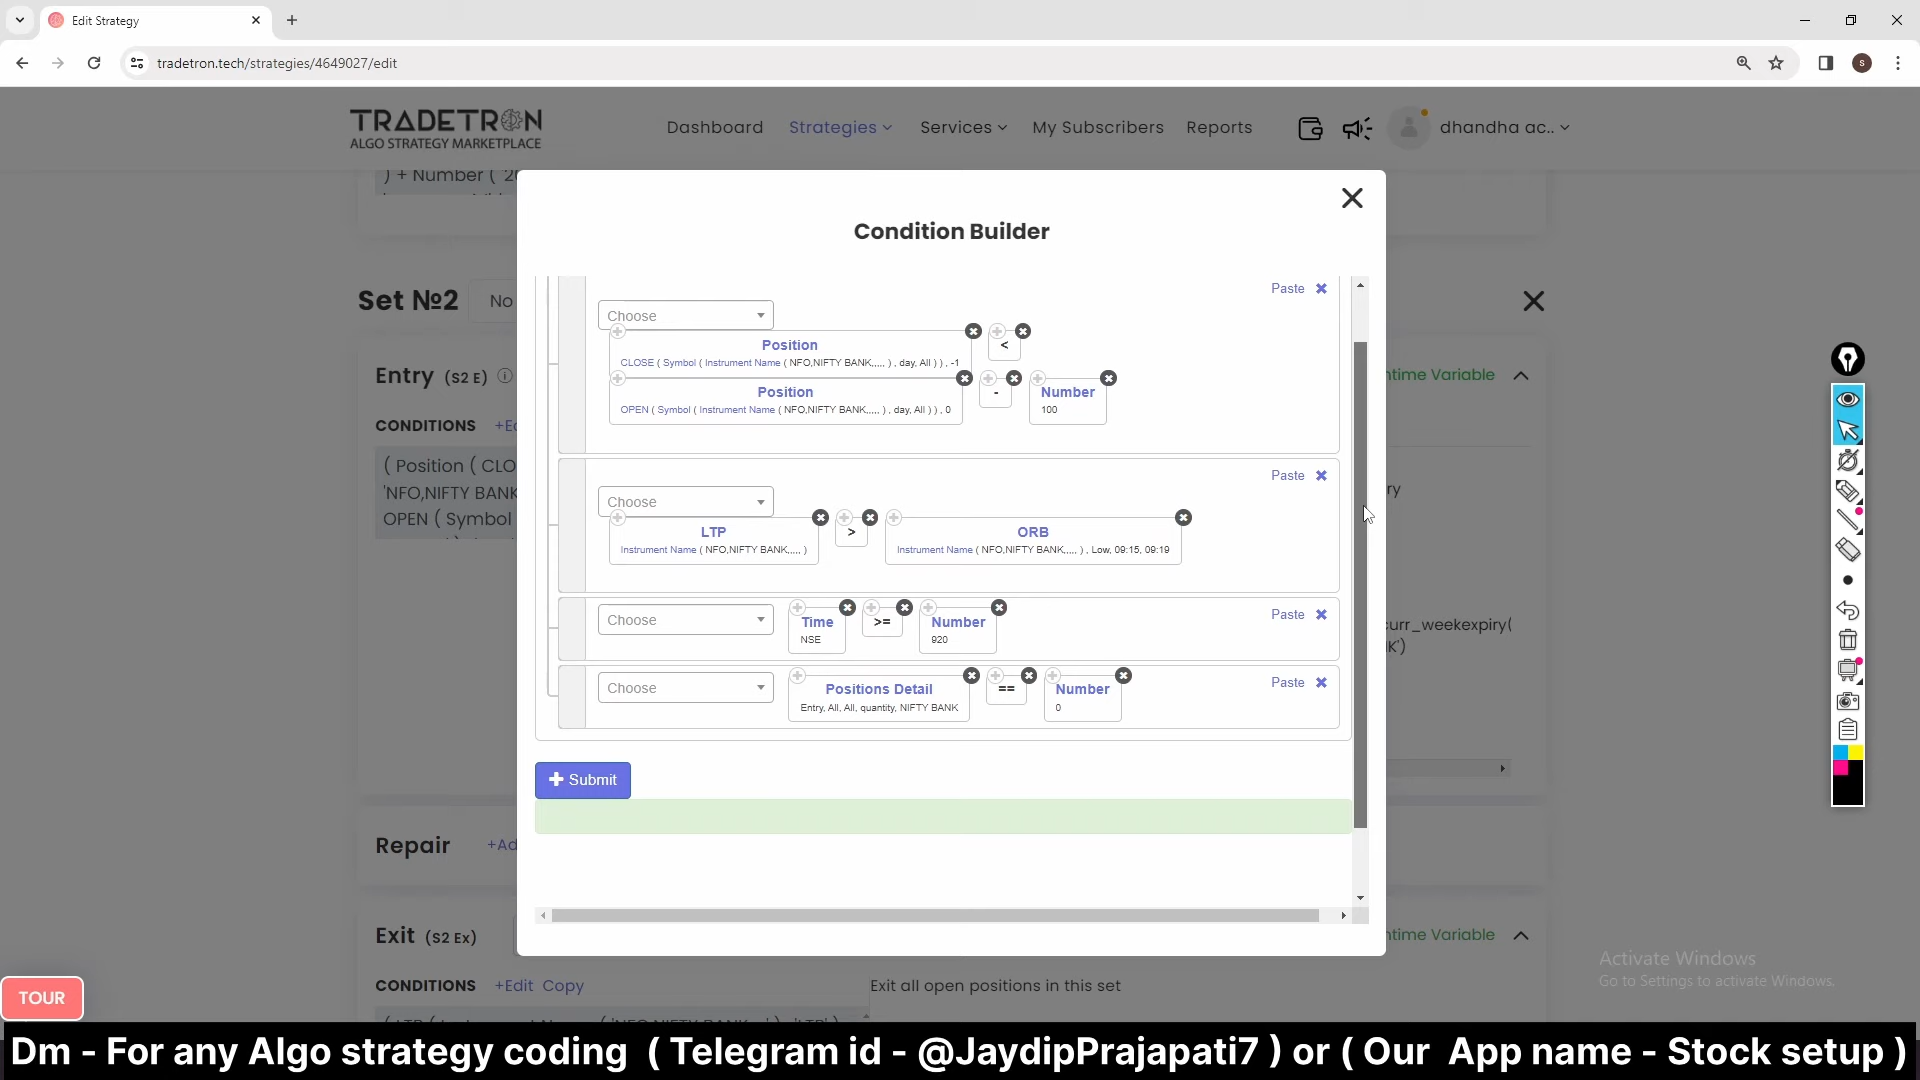 Edit Strategy
tradetron.tech/strategies/4649027/edit
S
TRADETRON
ALGO STRATEGY MARKETPLACE
Dashboard Strategies Services My Subscribers Reports dhandha ac..
) + Number ( '20
Condition Builder
Set №2 No
Paste
Choose
Position <
CLOSE ( Symbol ( Instrument Name ( NFO,NIFTY BANK,,,,, ) , day, All ) ) , -1
Position - Number
OPEN ( Symbol ( Instrument Name ( NFO,NIFTY BANK,,,,, ) , day, All ) ) , 0 100
Entry (S2 E) ntime Variable
CONDITIONS +Ed
( Position ( CLO
'NFO,NIFTY BANK
OPEN ( Symbol
Paste
Choose
LTP > ORB
Instrument Name ( NFO,NIFTY BANK,,,,, ) Instrument Name ( NFO,NIFTY BANK,,,,, ) , Low, 09:15, 09:19
ry
Choose Time >= Number Paste
NSE 920
curr_weekexpiry(
IK')
Choose Positions Detail == Number Paste
Entry, All, All, quantity, NIFTY BANK 0
Submit
Repair +Ad
Exit (S2 Ex) ntime Variable
CONDITIONS +Edit Copy Exit all open positions in this set
Activate Windows
Go to Settings to activate Windows.
TOUR
Dm - For any Algo strategy coding ( Telegram id - @JaydipPrajapati7 ) or ( Our App name - Stock setup )